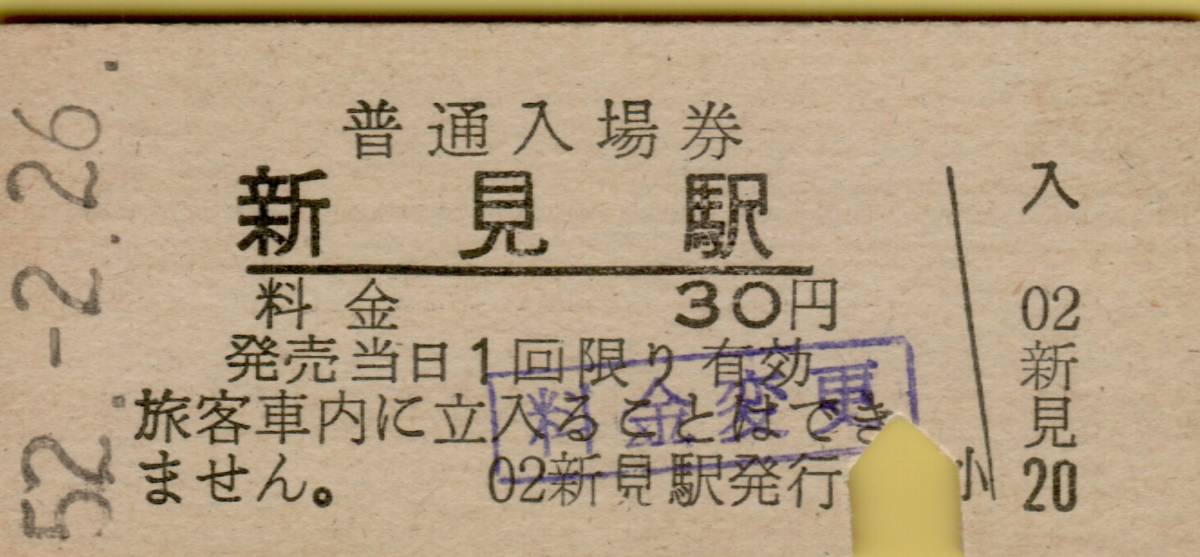 52.-2.26.
普通入場券
新見駅
料金 30円
発売当日1回限り有効
旅客車内に立入ることはでき
ません。 02新見駅発行 小
料金変更
入
02
新
見
20